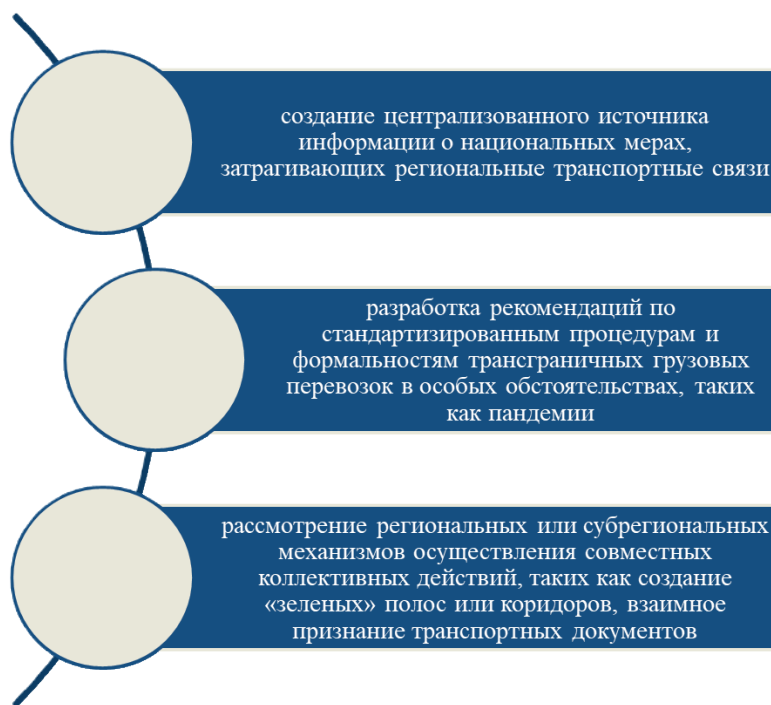 создание централизованного источника
информации о национальных мерах,
затрагивающих региональные транспортные связи
разработка рекомендаций по
стандартизированным процедурам и
формальностям трансграничных грузовых
перевозок в особых обстоятельствах, таких
как пандемии
рассмотрение региональных или субрегиональных
механизмов осуществления совместных
коллективных действий, таких как создание
«зеленых» полос или коридоров, взаимное
признание транспортных документов